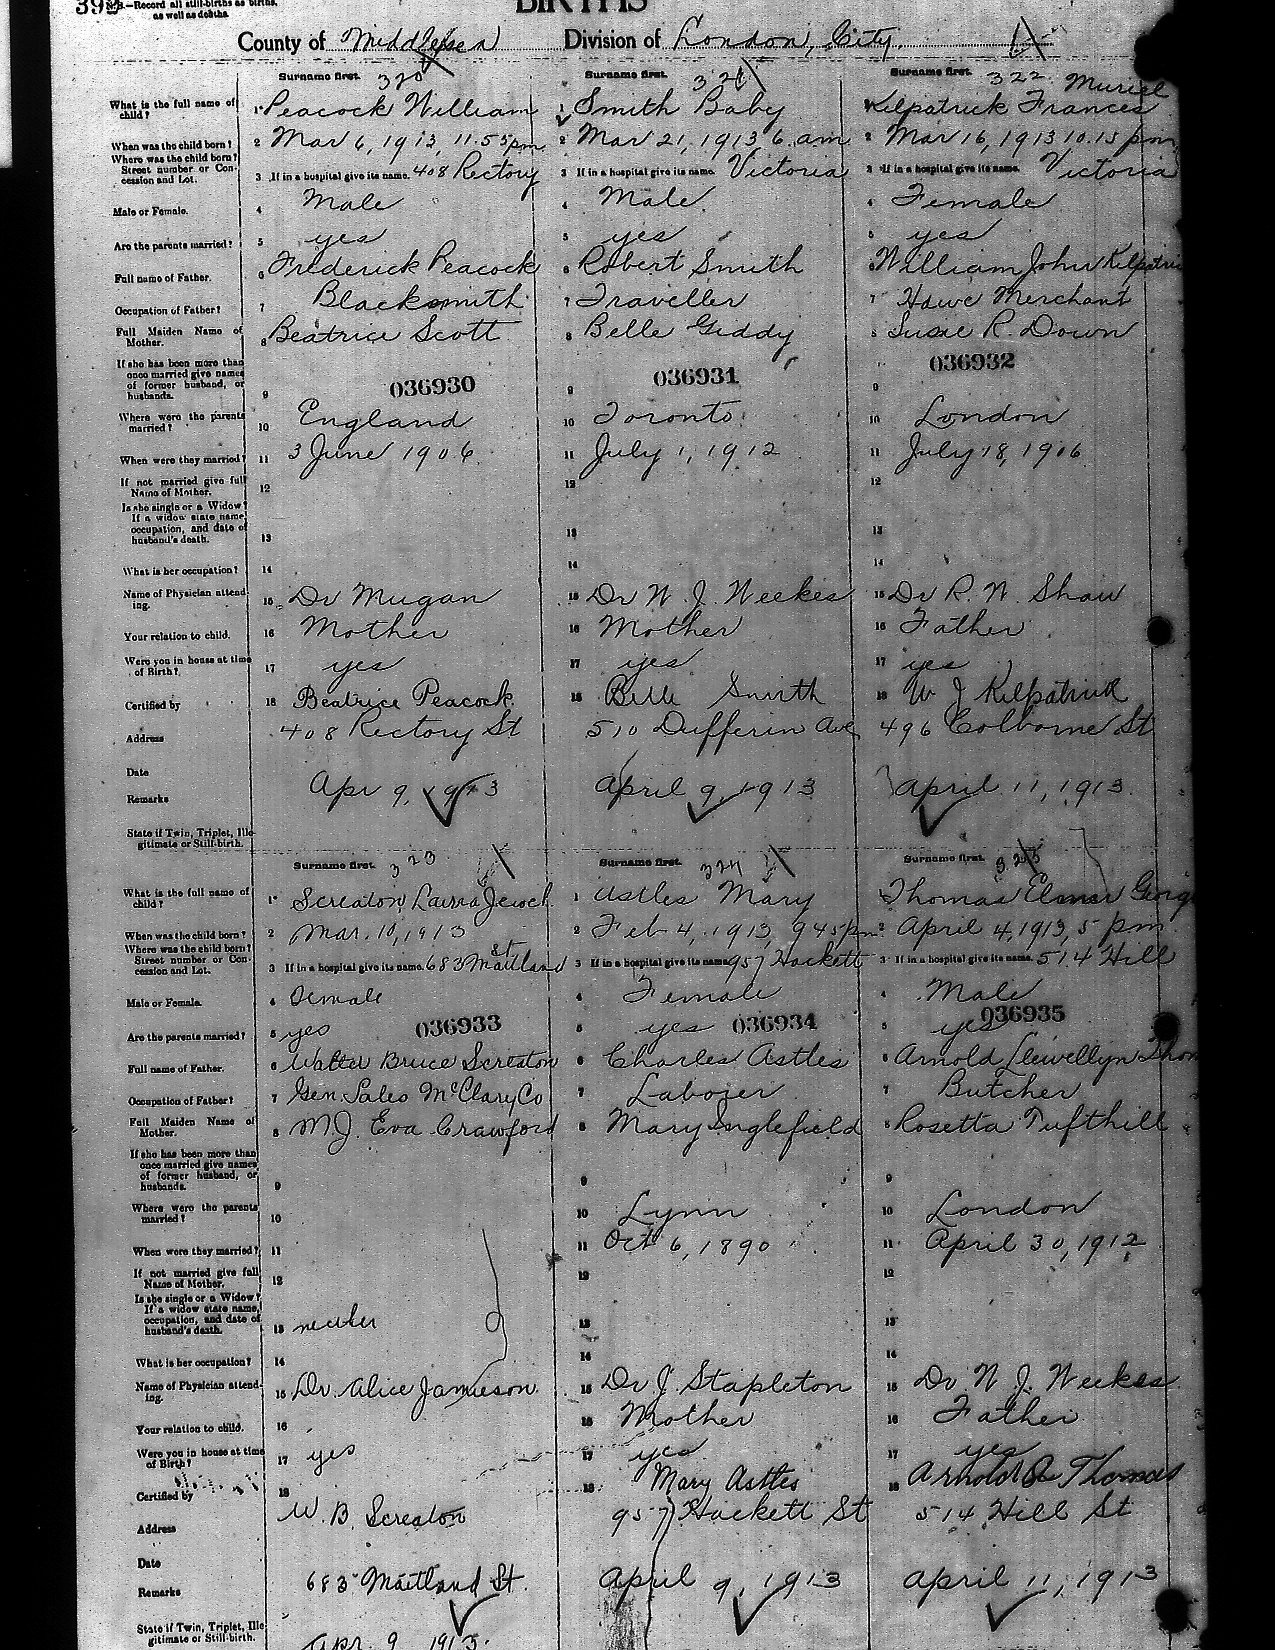 392
N.B.—Record all still-births as births, as well as deaths.
BIRTHS
County of Middlesex Division of London, City.
Surname first. 320
Surname first. 321
Surname first. 322
What is the full name of child?
1 Peacock William
1 Smith Baby
1 Kilpatrick Frances Muriel
When was the child born?
2 Mar 6, 1913, 11.55 pm
2 Mar 21, 1913 6. am
2 Mar 16, 1913 10.15 pm
Where was the child born? Street number or Concession and Lot.
3 If in a hospital give its name. 408 Rectory
3 If in a hospital give its name. Victoria
3 If in a hospital give its name. Victoria
Male or Female.
4 Male
4 Male
4 Female
Are the parents married?
5 yes
5 yes
5 yes
Full name of Father.
6 Frederick Peacock
6 Robert Smith
6 William John Kilpatric
Occupation of Father?
7 Blacksmith
7 Traveller
7 Hdwe Merchant
Full Maiden Name of Mother.
8 Beatrice Scott
8 Belle Giddy
8 Susie R. Down
If she has been more than once married give names of former husband, or husbands.
9 036930
9 036931
9 036932
Where were the parents married?
10 England
10 Toronto
10 London
When were they married?
11 3 June 1906
11 July 1, 1912
11 July 18, 1906
If not married give full Name of Mother.
12
12
12
Is she single or a Widow? If a widow state name, occupation, and date of husband's death.
13
13
13
What is her occupation?
14
14
14
Name of Physician attending.
15 Dr Mugan
15 Dr W. J. Weekes
15 Dr R. W. Shaw
Your relation to child.
16 Mother
16 Mother
16 Father
Were you in house at time of Birth?
17 yes
17 yes
17 yes
Certified by
18 Beatrice Peacock
18 Belle Smith
18 W J Kilpatrick
Address
408 Rectory St
510 Dufferin Ave
496 Colborne St
Date
Apr 9, 1913
April 9, 1913
April 11, 1913
Remarks
State if Twin, Triplet, Illegitimate or Still-birth.
Surname first. 323
Surname first. 324
Surname first. 325
What is the full name of child?
1 Screaton Laura
1 Astles Mary
1 Thomas Elmer Georg
When was the child born?
2 Mar. 10, 1913
2 Feb 4, 1913, 9 45 pm
2 April 4, 1913, 5 pm
Where was the child born? Street number or Concession and Lot.
3 If in a hospital give its name. 683 Maitland St
3 If in a hospital give its name. 957 Hackett
3 If in a hospital give its name. 514 Hill
Male or Female.
4 Female
4 Female
4 Male
Are the parents married?
5 yes 036933
5 yes 036934
5 yes 036935
Full name of Father.
6 Walter Bruce Screaton
6 Charles Astles
6 Arnold Llewellyn Thom
Occupation of Father?
7 Gen. Sales McClary Co
7 Laborer
7 Butcher
Full Maiden Name of Mother.
8 M.J. Eva Crawford
8 Mary Inglefield
8 Rosetta Tufthill
If she has been more than once married give names of former husband, or husbands.
9
9
9
Where were the parents married?
10
10 Lynn
10 London
When were they married?
11
11 Oct 6, 1890
11 April 30, 1912
If not married give full Name of Mother.
12
12
12
Is she single or a Widow? If a widow state name, occupation, and date of husband's death.
13 neither
13
13
What is her occupation?
14
14
14
Name of Physician attending.
15 Dr. Alice Jamieson
15 Dr J. Stapleton
15 Dr W J. Weekes
Your relation to child.
16
16 Mother
16 Father
Were you in house at time of Birth?
17 yes
17 yes
17 yes
Certified by
18 W. B. Screaton
18 Mary Astles
18 Arnold Thomas
Address
683 Maitland St.
957 Hackett St
514 Hill St
Date
Apr. 9 1913.
April 9, 1913
April 11, 1913
Remarks
State if Twin, Triplet, Illegitimate or Still-birth.